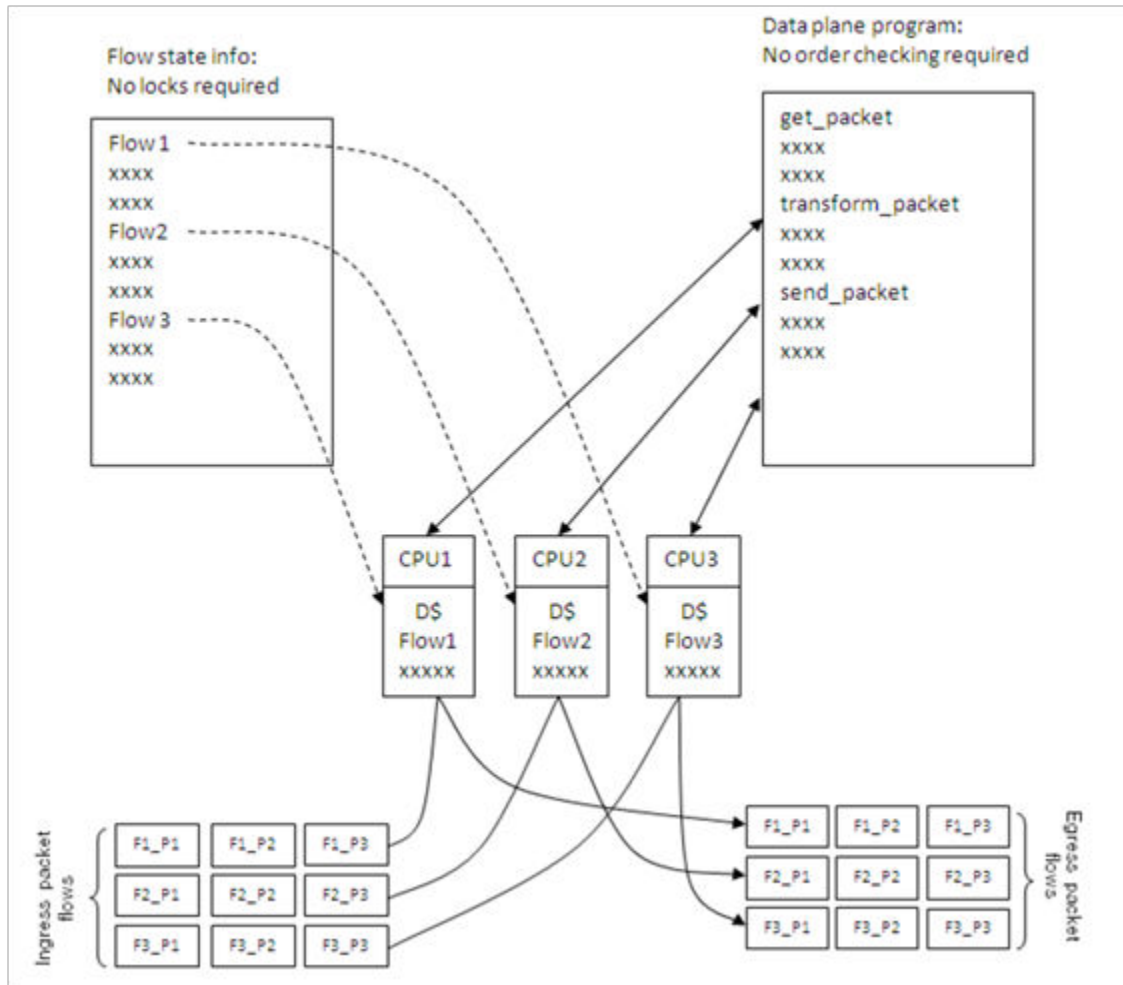 Flow state info:
No locks required
Flow 1
xxxx
xxxx
Flow2
xxxx
xxxx
Flow 3
xxxx
xxxx
Data plane program:
No order checking required
get_packet
xxxx
xxxx
transform_packet
xxxx
xxxx
send_packet
xxxx
xxxx
CPU1
D$
Flow1
xxxxx
CPU2
D$
Flow2
xxxxx
CPU3
D$
Flow3
xxxxx
Ingress packet
flows
F1_P1 F1_P2 F1_P3
F2_P1 F2_P2 F2_P3
F3_P1 F3_P2 F3_P3
F1_P1 F1_P2 F1_P3
F2_P1 F2_P2 F2_P3
F3_P1 F3_P2 F3_P3
Egress packet
flows